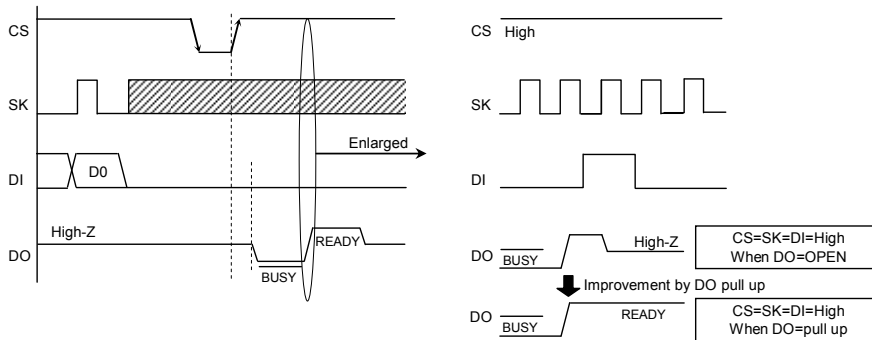 CS
SK
DI
D0
Enlarged
High-Z
DO
BUSY
READY
CS High
SK
DI
DO
BUSY
High-Z
CS=SK=DI=High
When DO=OPEN
Improvement by DO pull up
DO
BUSY
READY
CS=SK=DI=High
When DO=pull up